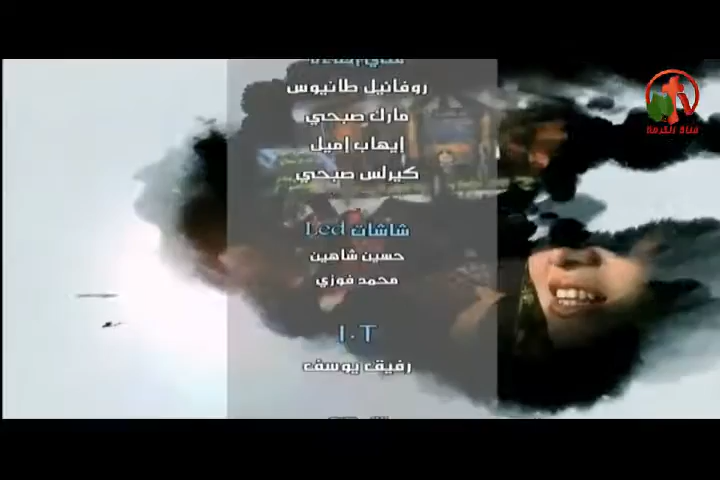 روفائيل طانيوس
مارك صبحي
إيهاب إميل
كيرلس صبحي
شاشات Led
حسين شاهين
محمد فوزي
I.T
رفيق يوسف
قناة الكرمة